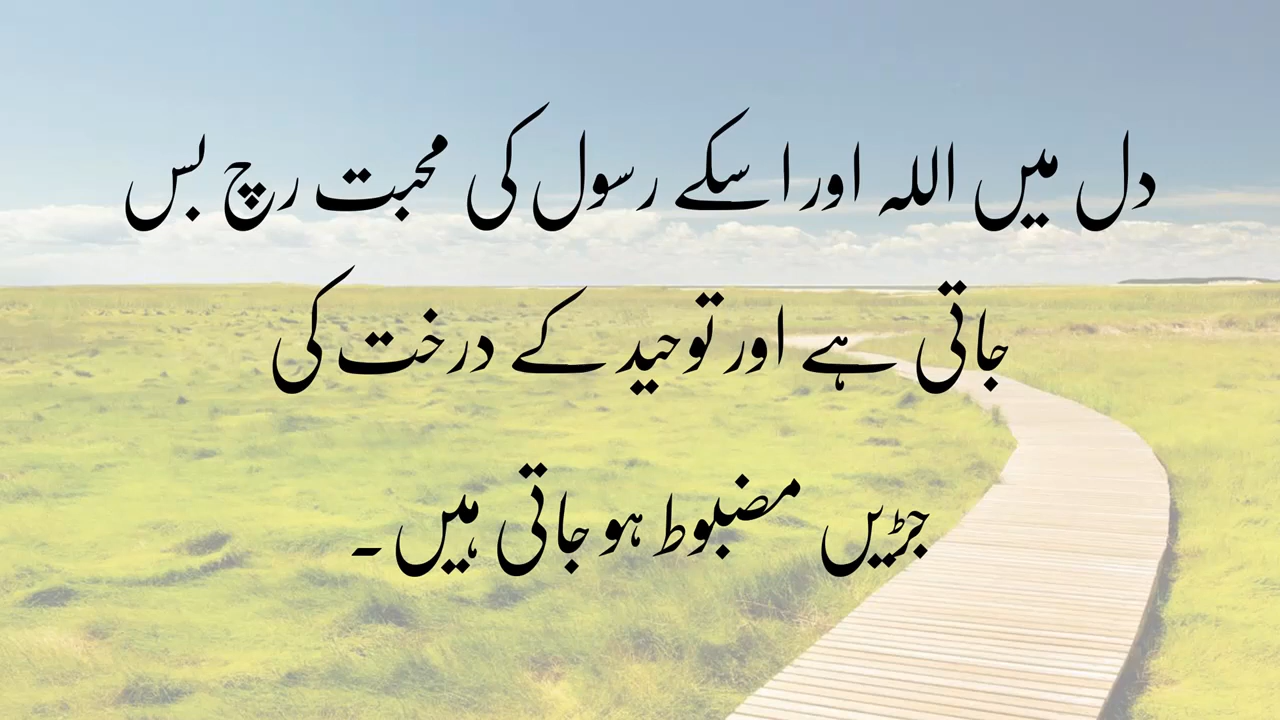 دل میں اللہ اور اسکے رسول کی محبت رچ بس
جاتی ہے اور توحید کے درخت کی
جڑیں مضبوط ہو جاتی ہیں۔